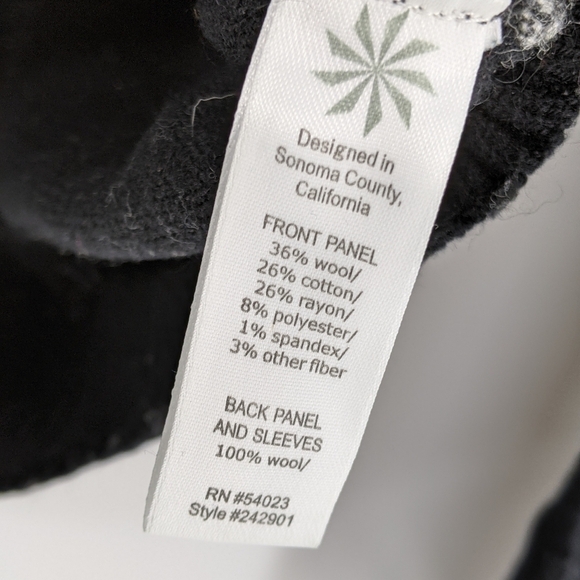 Designed in
Sonoma County,
California
FRONT PANEL
36% wool/
26% cotton/
26% rayon/
8% polyester/
1% spandex/
3% other fiber
BACK PANEL
AND SLEEVES
100% wool/
RN #54023
Style #242901